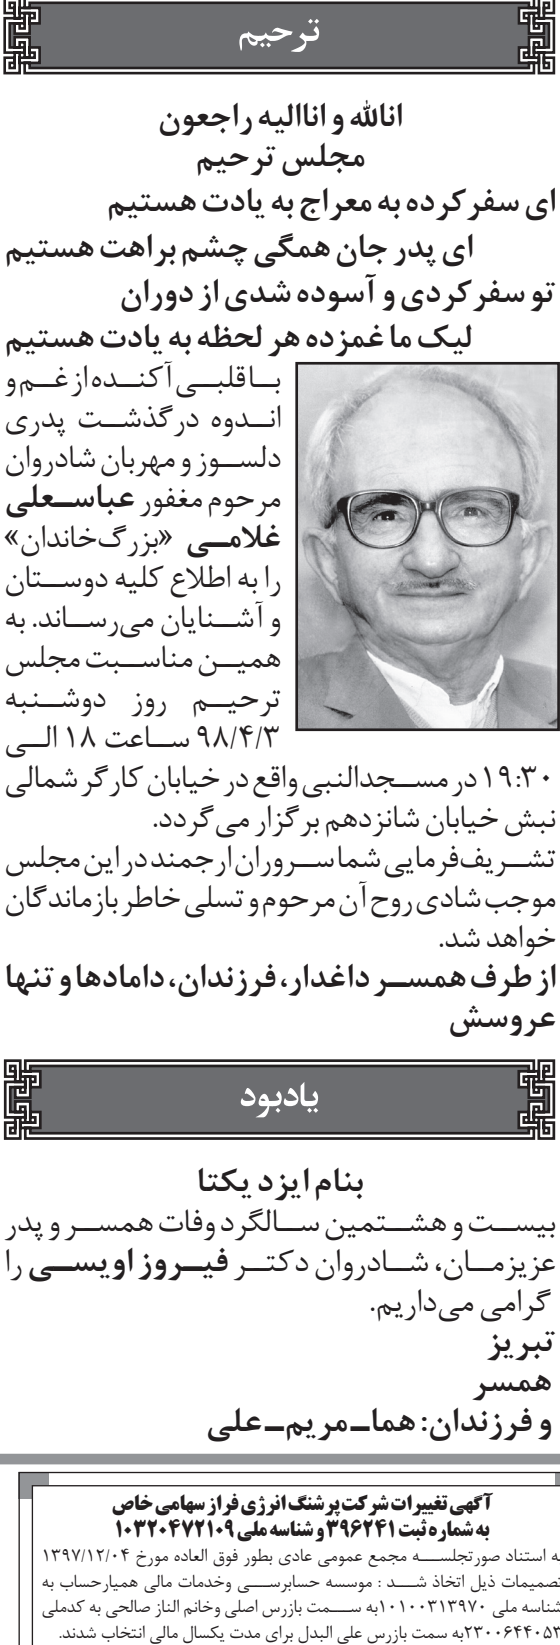 ترحیم
اناﷲ و اناالیه راجعون
مجلس ترحیم
ای سفر کرده به معراج به یادت هستیم
ای پدر جان همگی چشم براهت هستیم
تو سفر کردی و آسوده شدی از دوران
لیک ما غمزده هر لحظه به یادت هستیم
با قلبی آکنده از غم و
اندوه درگذشت پدری
دلسوز و مهربان شادروان
مرحوم مغفور عباسعلی
غلامی «بزرگ‌خاندان»
را به اطلاع کلیه دوستان
و آشنایان می‌رساند. به
همین مناسبت مجلس
ترحیم روز دوشنبه
۹۸/۴/۳ ساعت ۱۸ الی
۱۹:۳۰ در مسجدالنبی واقع در خیابان کارگر شمالی
نبش خیابان شانزدهم برگزار می‌گردد.
تشریف‌فرمایی شما سروران ارجمند در این مجلس
موجب شادی روح آن مرحوم و تسلی خاطر بازماندگان
خواهد شد.
از طرف همسر داغدار، فرزندان، دامادها و تنها
عروسش
یادبود
بنام ایزد یکتا
بیست و هشتمین سالگرد وفات همسر و پدر
عزیزمان، شادروان دکتر فیروز اویسی را
گرامی می‌داریم.
تبریز
همسر
و فرزندان: هما ـ مریم ـ علی
آگهی تغییرات شرکت پرشنگ انرژی فراز سهامی خاص
به شماره ثبت ۳۹۶۲۴۱ و شناسه ملی ۱۰۳۲۰۴۷۲۱۰۹
به استناد صورتجلسه مجمع عمومی عادی بطور فوق العاده مورخ ۱۳۹۷/۱۲/۰۴
تصمیمات ذیل اتخاذ شد : موسسه حسابرسی وخدمات مالی همیارحساب به
شناسه ملی ۱۰۱۰۰۳۱۳۹۷۰به سمت بازرس اصلی وخانم الناز صالحی به کدملی
به سمت بازرس علی البدل برای مدت یکسال مالی انتخاب شدند.